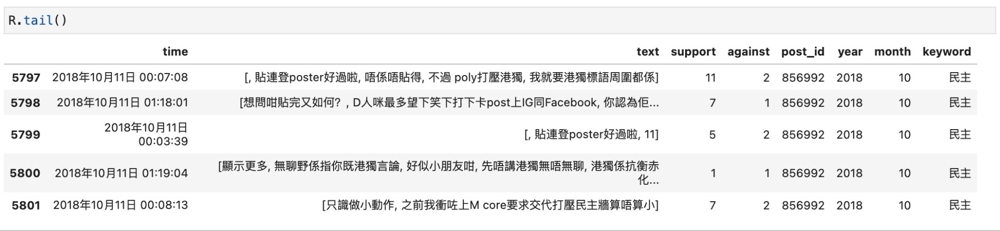 R.tail()
time text support against post_id year month keyword
5797 2018年10月11日 00:07:08 [, 貼連登poster好過啦, 唔係唔貼得, 不過 poly打壓港獨, 我就要港獨標語周圍都係] 11 2 856992 2018 10 民主
5798 2018年10月11日 01:18:01 [想問咁貼完又如何？, D人咪最多望下笑下打下卡post上IG同Facebook, 你認為佢... 7 1 856992 2018 10 民主
5799 2018年10月11日
00:03:39 [, 貼連登poster好過啦, 11] 5 2 856992 2018 10 民主
5800 2018年10月11日 01:19:04 [顯示更多, 無聊野係指你既港獨言論, 好似小朋友咁, 先唔講港獨無唔無聊, 港獨係抗衡赤
化... 1 1 856992 2018 10 民主
5801 2018年10月11日 00:08:13 [只識做小動作, 之前我衝咗上M core要求交代打壓民主牆算唔算小] 7 2 856992 2018 10 民主